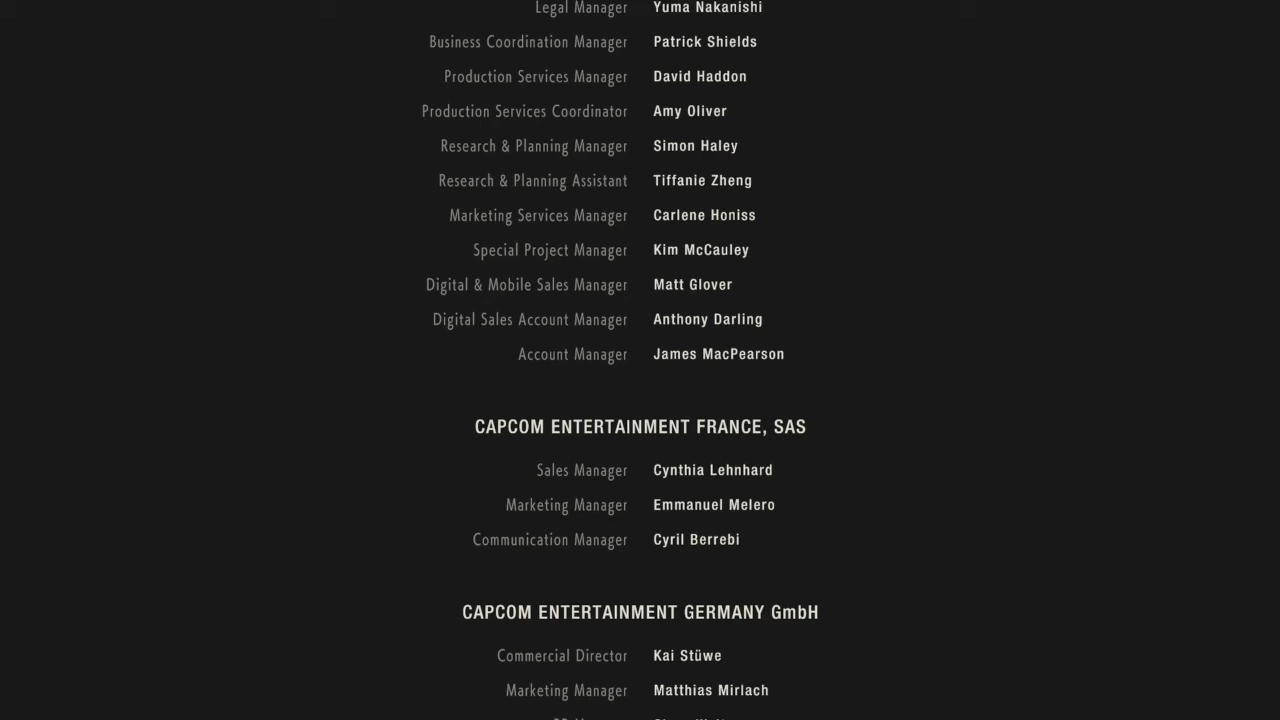 Legal Manager Yuma Nakanishi
Business Coordination Manager Patrick Shields
Production Services Manager David Haddon
Production Services Coordinator Amy Oliver
Research & Planning Manager Simon Haley
Research & Planning Assistant Tiffanie Zheng
Marketing Services Manager Carlene Honiss
Special Project Manager Kim McCauley
Digital & Mobile Sales Manager Matt Glover
Digital Sales Account Manager Anthony Darling
Account Manager James MacPearson
CAPCOM ENTERTAINMENT FRANCE, SAS
Sales Manager Cynthia Lehnhard
Marketing Manager Emmanuel Melero
Communication Manager Cyril Berrebi
CAPCOM ENTERTAINMENT GERMANY GmbH
Commercial Director Kai Stüwe
Marketing Manager Matthias Mirlach